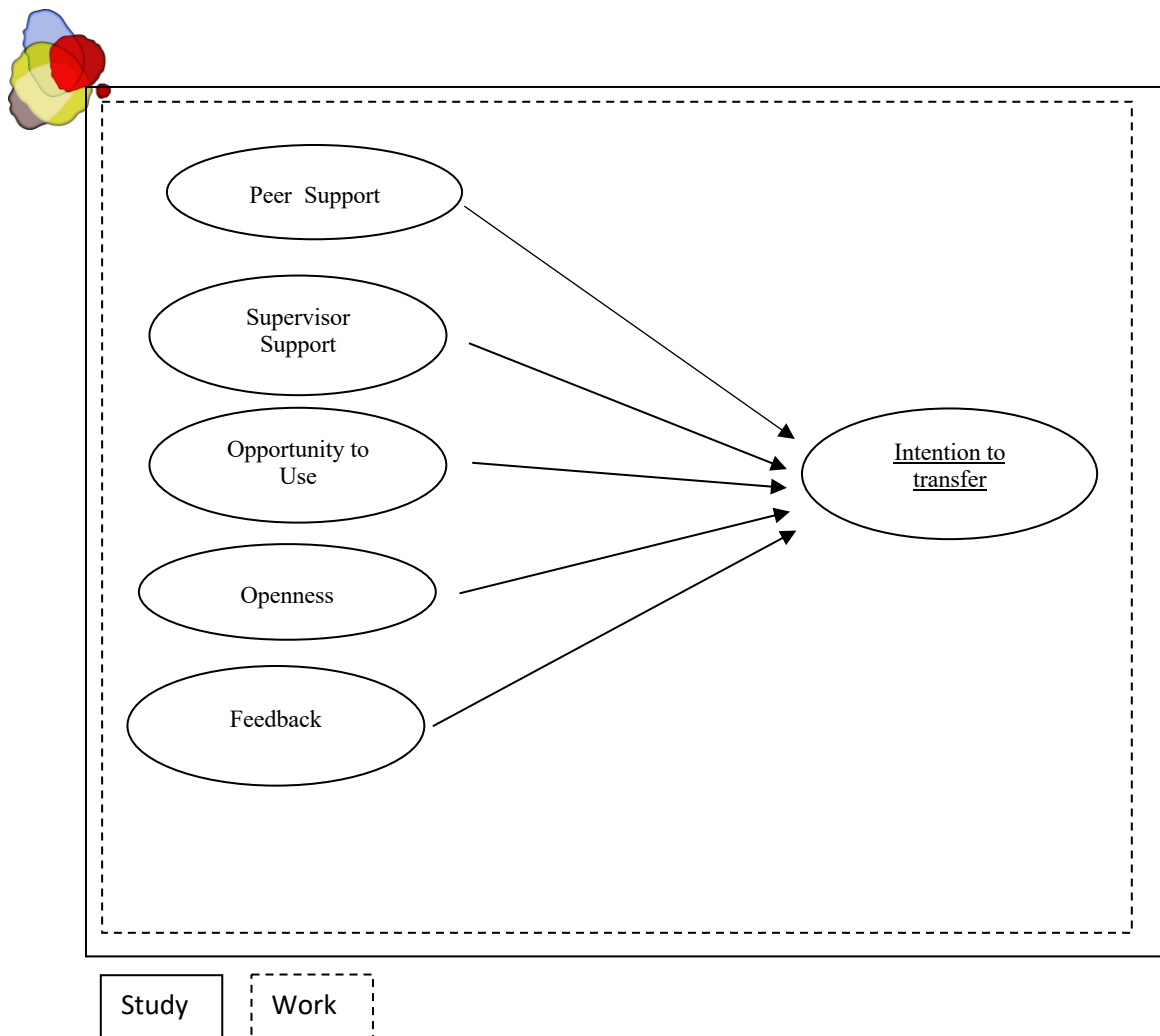 Peer Support
Supervisor
Support
Opportunity to
Use
Intention to
transfer
Openness
Feedback
Study
Work